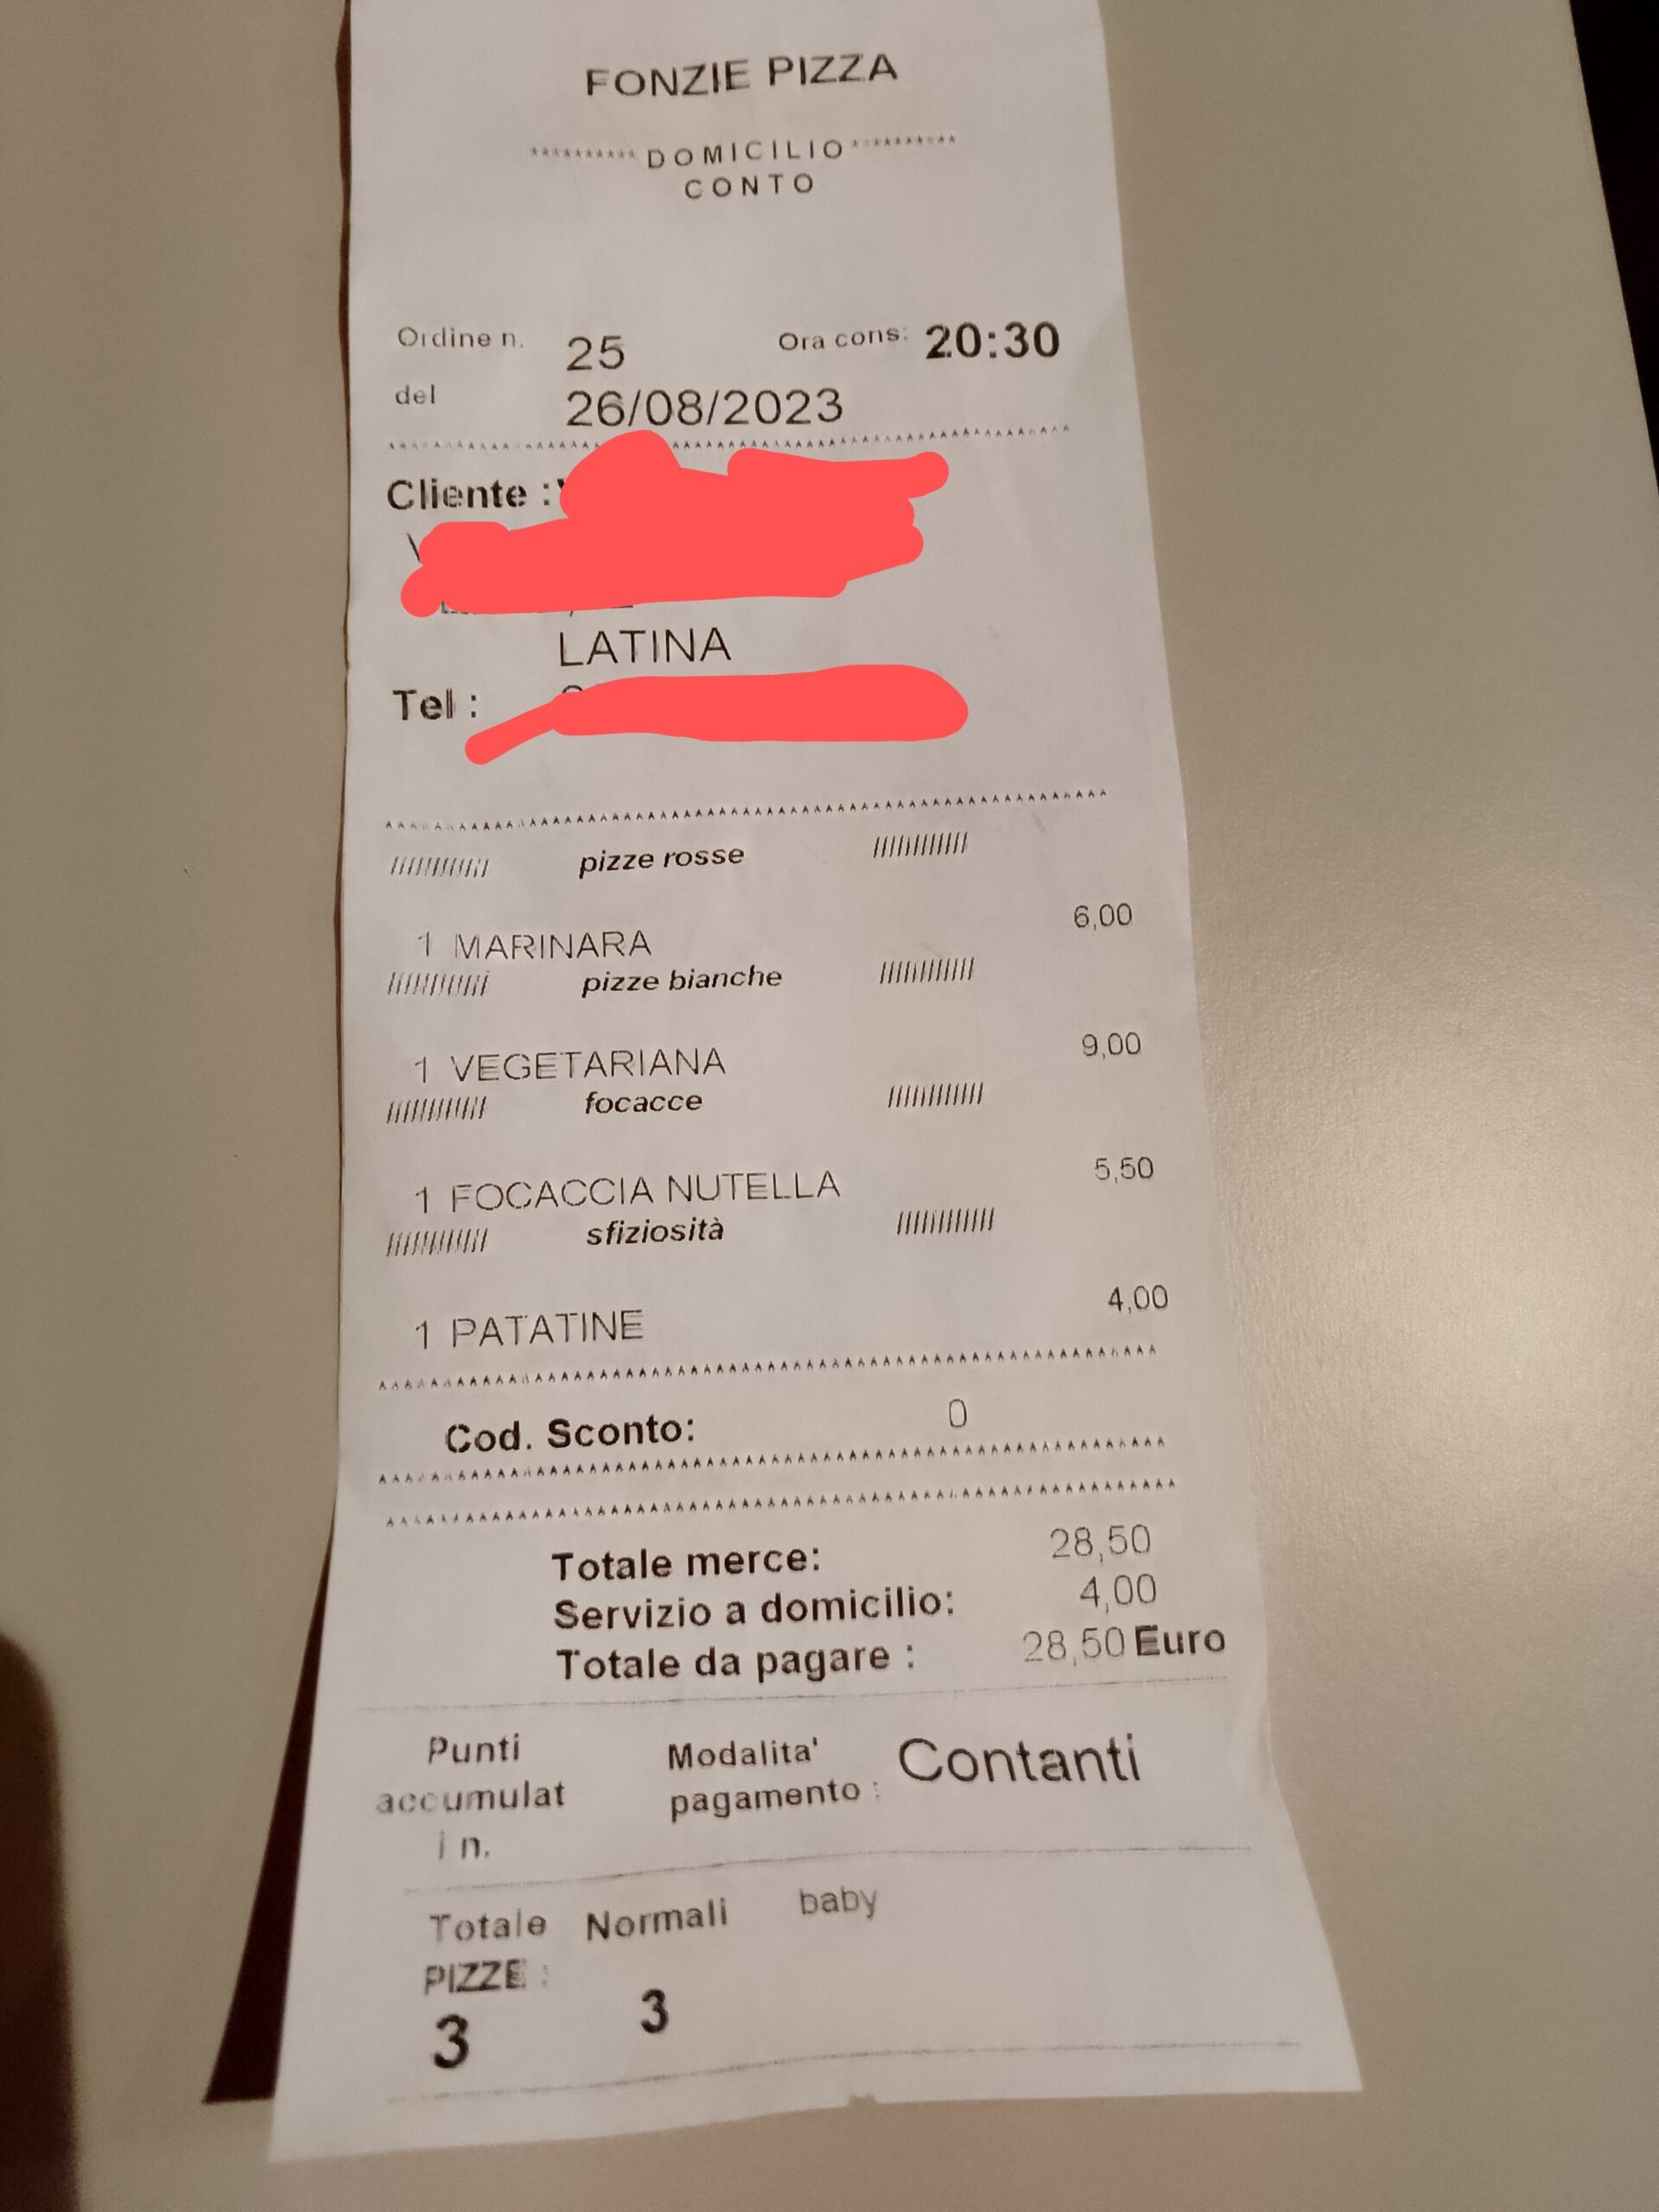 FONZIE PIZZA
**********DOMICILIO**********
CONTO
Ordine n. 25 Ora cons: 20:30
del 26/08/2023
Cliente :
LATINA
Tel :
pizze rosse
1 MARINARA 6,00
pizze bianche
1 VEGETARIANA 9,00
focacce
1 FOCACCIA NUTELLA 5,50
sfiziosità
1 PATATINE 4,00
Cod. Sconto: 0
Totale merce: 28,50
Servizio a domicilio: 4,00
Totale da pagare : 28,50 Euro
Punti Modalita' Contanti
accumulat pagamento :
i n.
Totale Normali baby
PIZZE :
3 3